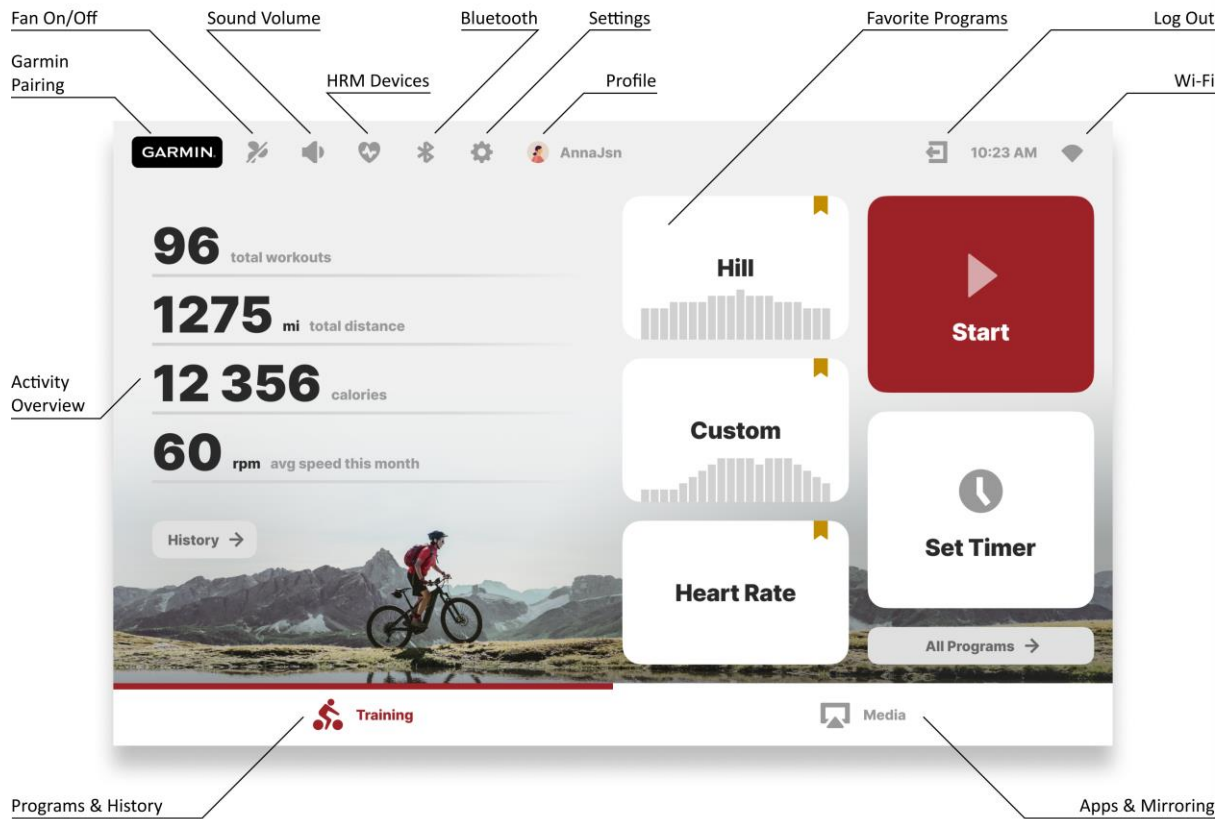 Fan On/Off
Sound Volume
Bluetooth
Settings
Favorite Programs
Log Out
Garmin
Pairing
HRM Devices
Profile
Wi-Fi
GARMIN
AnnaJsn
10:23 AM
96 total workouts
1275 mi total distance
12 356 calories
60 rpm avg speed this month
History →
Activity
Overview
Hill
Custom
Heart Rate
Start
Set Timer
All Programs →
Training
Media
Programs & History
Apps & Mirroring